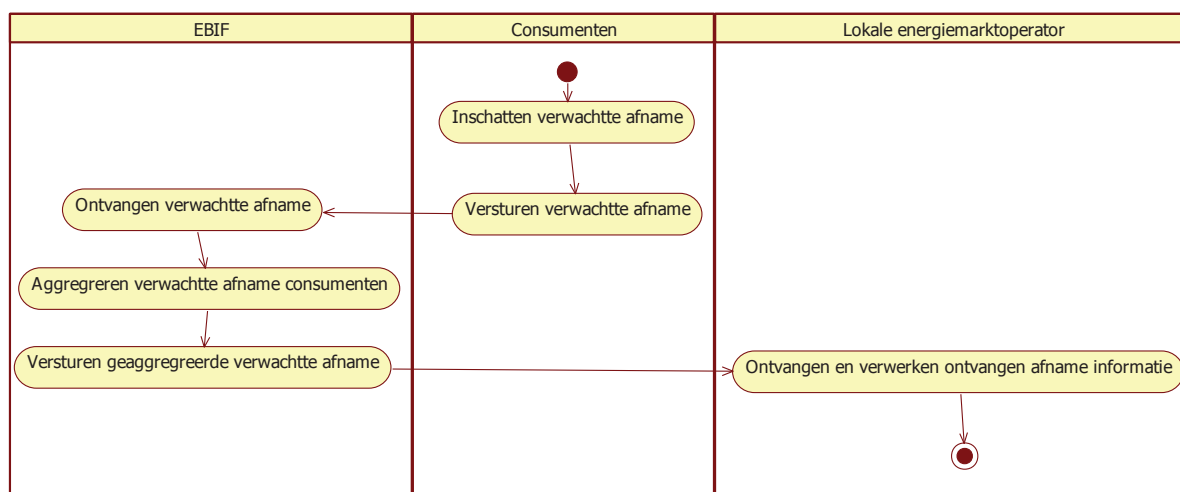 EBIF
Consumenten
Lokale energiemarktoperator
Inschatten verwachtte afname
Versturen verwachtte afname
Ontvangen verwachtte afname
Aggregreren verwachtte afname consumenten
Versturen geaggregreerde verwachtte afname
Ontvangen en verwerken ontvangen afname informatie